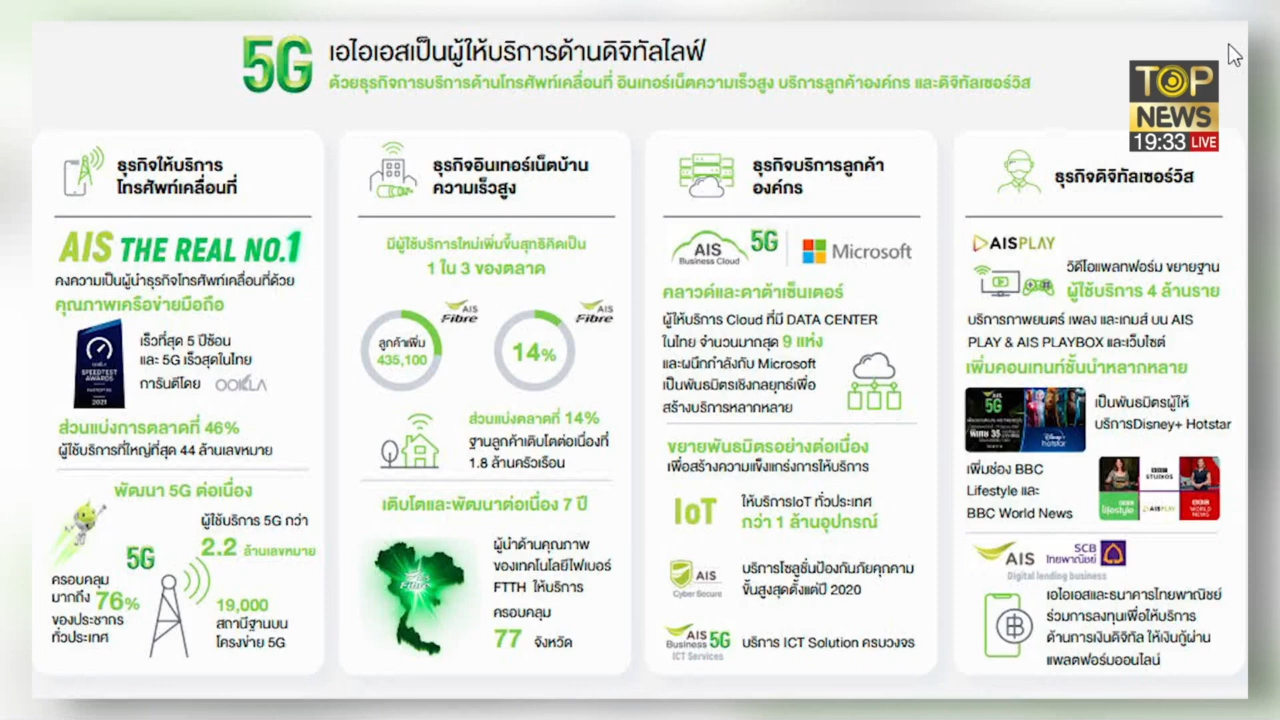 5G
เอไอเอสเป็นผู้ให้บริการด้านดิจิทัลไลฟ์
ด้วยธุรกิจการบริการด้านโทรศัพท์เคลื่อนที่ อินเทอร์เน็ตความเร็วสูง บริการลูกค้าองค์กร และดิจิทัลเซอร์วิส
TOP
NEWS
19:33 LIVE
ธุรกิจให้บริการ
โทรศัพท์เคลื่อนที่
AIS THE REAL NO.1
คงความเป็นผู้นำธุรกิจโทรศัพท์เคลื่อนที่ด้วย
คุณภาพเครือข่ายมือถือ
SPEEDTEST
AWARDS
2021
เร็วที่สุด 5 ปีซ้อน
และ 5G เร็วสุดในไทย
การันตีโดย OOKLA
ส่วนแบ่งการตลาดที่ 46%
ผู้ใช้บริการที่ใหญ่ที่สุด 44 ล้านเลขหมาย
พัฒนา 5G ต่อเนื่อง
ผู้ใช้บริการ 5G กว่า
2.2 ล้านเลขหมาย
5G
ครอบคลุม
มากถึง 76%
ของประชากร
ทั่วประเทศ
19,000
สถานีฐานบน
โครงข่าย 5G
ธุรกิจอินเทอร์เน็ตบ้าน
ความเร็วสูง
มีผู้ใช้บริการใหม่เพิ่มขึ้นสุทธิคิดเป็น
1 ใน 3 ของตลาด
AIS
Fibre
ลูกค้าเพิ่ม
435,100
AIS
Fibre
14%
ส่วนแบ่งตลาดที่ 14%
ฐานลูกค้าเติบโตต่อเนื่องที่
1.8 ล้านครัวเรือน
เติบโตและพัฒนาต่อเนื่อง 7 ปี
FTTH
ผู้นำด้านคุณภาพ
ของเทคโนโลยีไฟเบอร์
FTTH ให้บริการ
ครอบคลุม
77 จังหวัด
ธุรกิจบริการลูกค้า
องค์กร
AIS 5G
Business Cloud
Microsoft
คลาวด์และดาต้าเซ็นเตอร์
ผู้ให้บริการ Cloud ที่มี DATA CENTER
ในไทย จำนวนมากสุด 9 แห่ง
และผนึกกำลังกับ Microsoft
เป็นพันธมิตรเชิงกลยุทธ์เพื่อ
สร้างบริการหลากหลาย
ขยายพันธมิตรอย่างต่อเนื่อง
เพื่อสร้างความแข็งแกร่งการให้บริการ
IoT
ให้บริการIoT ทั่วประเทศ
กว่า 1 ล้านอุปกรณ์
AIS
Cyber Secure
บริการโซลูชั่นป้องกันภัยคุกคาม
ขั้นสูงสุดตั้งแต่ปี 2020
AIS
Business 5G
ICT Services
บริการ ICT Solution ครบวงจร
ธุรกิจดิจิทัลเซอร์วิส
AISPLAY
วิดีโอแพลทฟอร์ม ขยายฐาน
ผู้ใช้บริการ 4 ล้านราย
บริการภาพยนตร์ เพลง และเกมส์ บน AIS
PLAY & AIS PLAYBOX และเว็บไซต์
เพิ่มคอนเทนท์ชั้นนำหลากหลาย
AIS
5G
พิเศษ 35
Disney+
hotstar
เป็นพันธมิตรผู้ให้
บริการDisney+ Hotstar
เพิ่มช่อง BBC
Lifestyle และ
BBC World News
BBC
STUDIOS
BBC
lifestyle
AISPLAY
BBC
WORLD
NEWS
AIS
SCB
ไทยพาณิชย์
Digital lending business
เอไอเอสและธนาคารไทยพาณิชย์
ร่วมการลงทุนเพื่อให้บริการ
ด้านการเงินดิจิทัล ให้เงินกู้ผ่าน
แพลตฟอร์มออนไลน์